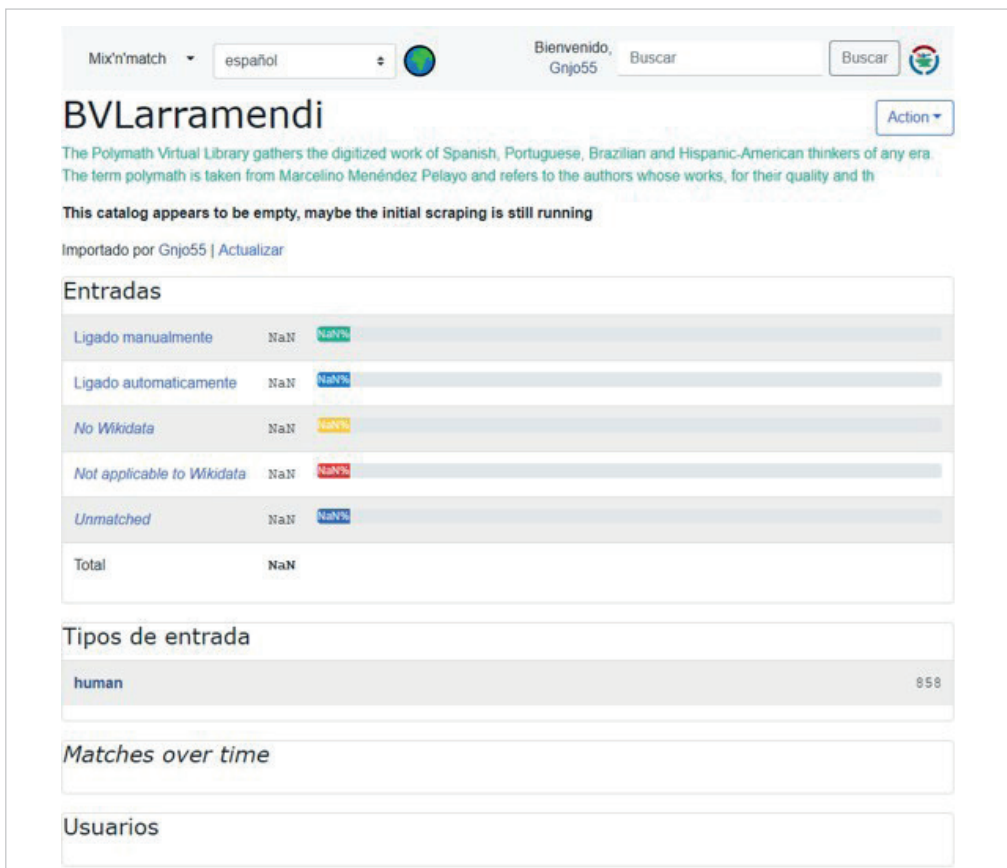 Mix'n'match español Bienvenido, Gnjo55 Buscar Buscar
BVLarramendi Action
The Polymath Virtual Library gathers the digitized work of Spanish, Portuguese, Brazilian and Hispanic-American thinkers of any era.
The term polymath is taken from Marcelino Menéndez Pelayo and refers to the authors whose works, for their quality and th
This catalog appears to be empty, maybe the initial scraping is still running
Importado por Gnjo55 | Actualizar
Entradas
Ligado manualmente NaN NaN%
Ligado automaticamente NaN NaN%
No Wikidata NaN NaN%
Not applicable to Wikidata NaN NaN%
Unmatched NaN NaN%
Total NaN
Tipos de entrada
human 858
Matches over time
Usuarios